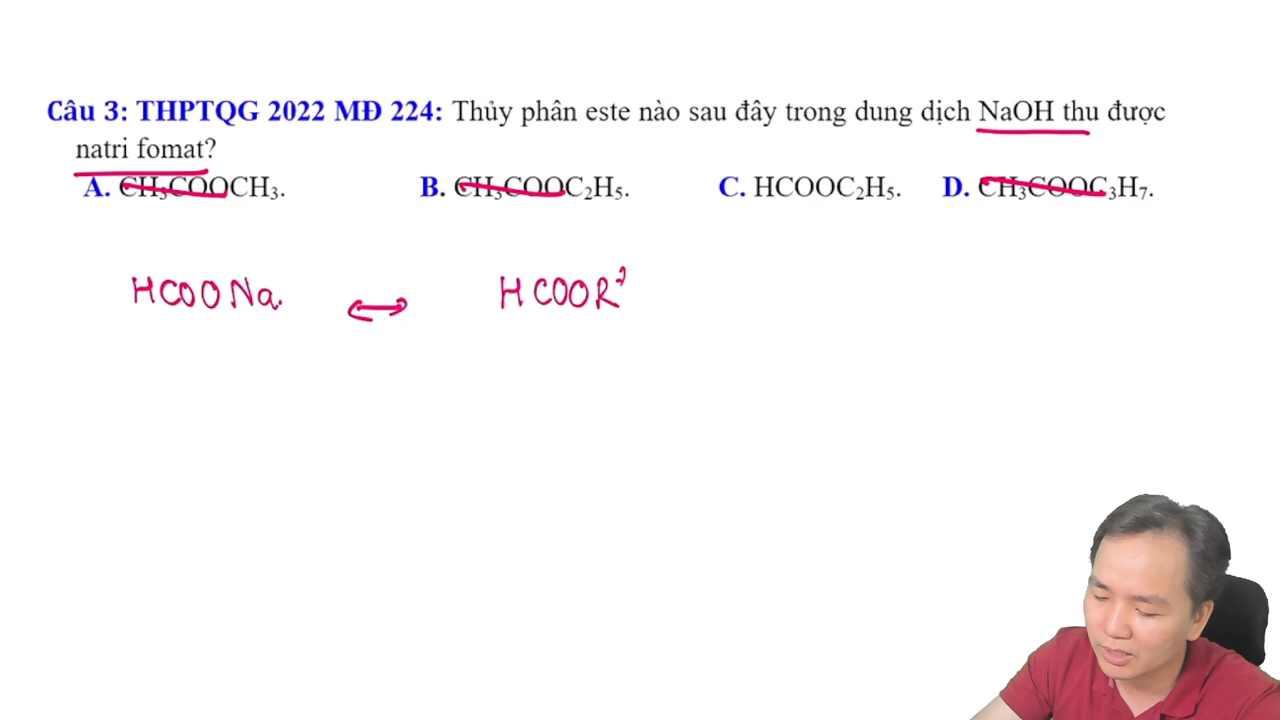 Câu 3: THPTQG 2022 MĐ 224: Thủy phân este nào sau đây trong dung dịch NaOH thu được
natri fomat?
A. CH₃COOCH₃. B. CH₃COOC₂H₅. C. HCOOC₂H₅. D. CH₃COOC₃H₇.
HCOONa. ↔ HCOOR'